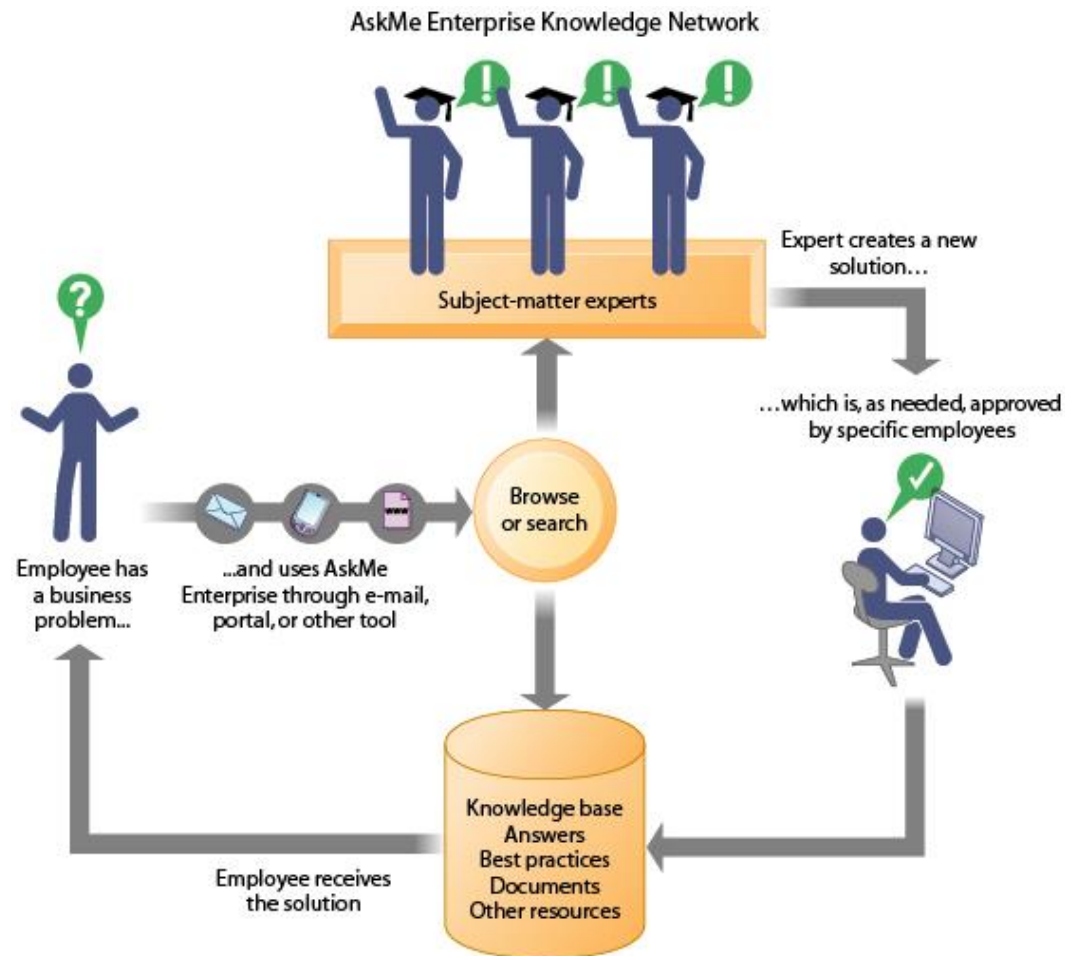 AskMe Enterprise Knowledge Network
!
!
!
Subject-matter experts
Expert creates a new
solution…
…which is, as needed, approved
by specific employees
?
Employee has
a business
problem...
www
...and uses AskMe
Enterprise through e-mail,
portal, or other tool
Browse
or search
Knowledge base
Answers
Best practices
Documents
Other resources
Employee receives
the solution